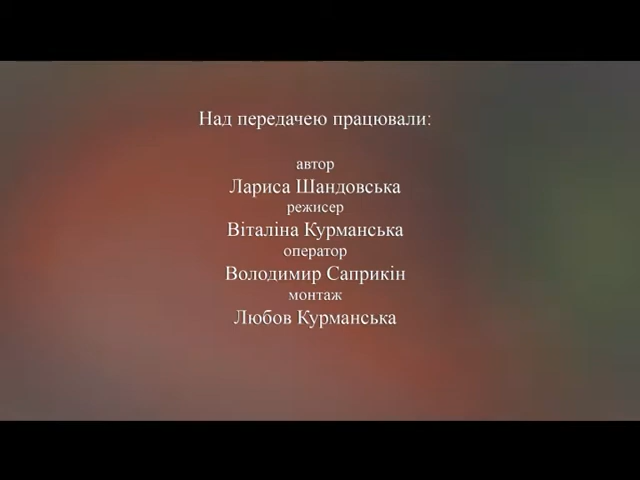 Над передачею працювали:
автор
Лариса Шандовська
режисер
Віталіна Курманська
оператор
Володимир Саприкін
монтаж
Любов Курманська